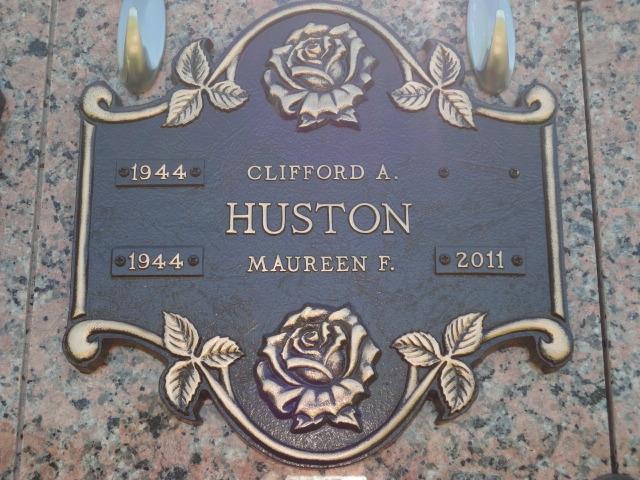 1944 CLIFFORD A.
HUSTON
1944 MAUREEN F. 2011